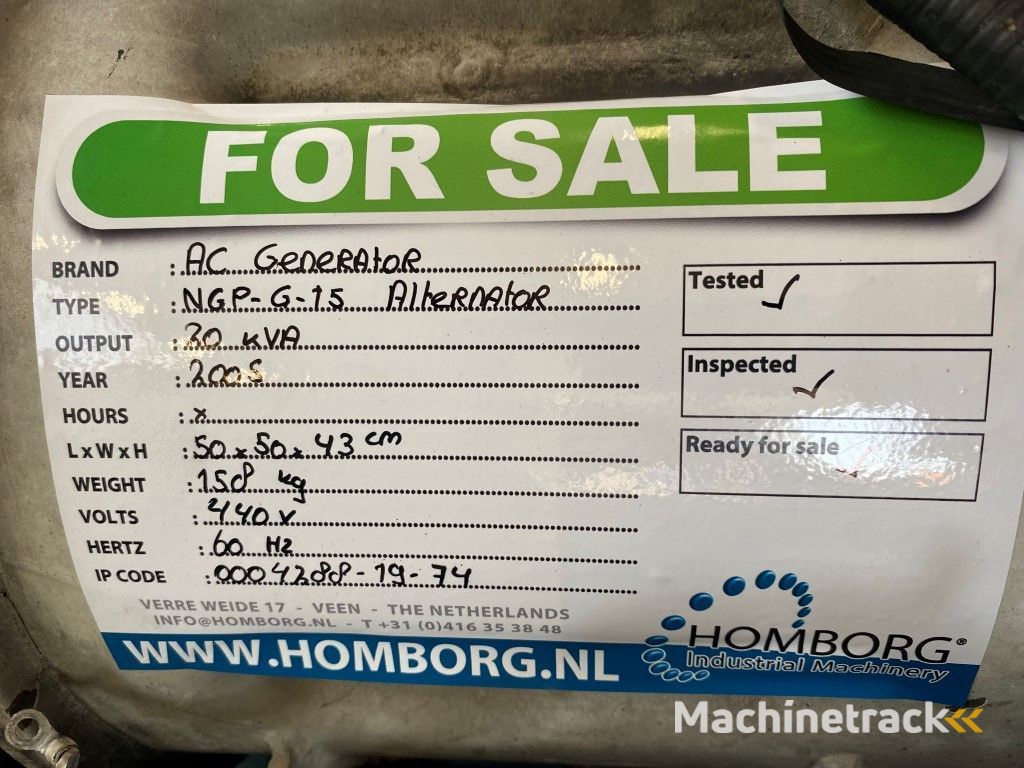 FOR SALE
BRAND : AC Generator
TYPE : NGP-G-15 Alternator
OUTPUT : 30 kVA
YEAR : 2005
HOURS : x
L x W x H : 50 x 50 x 43 cm
WEIGHT : 158 kg
VOLTS : 440 V
HERTZ : 60 Hz
IP CODE : 0004288-19-74
Tested ✓
Inspected ✓
Ready for sale
VERRE WEIDE 17 - VEEN - THE NETHERLANDS
INFO@HOMBORG.NL - T +31 (0)416 35 38 48
WWW.HOMBORG.NL
HOMBORG®
Industrial Machinery
Machinetrack